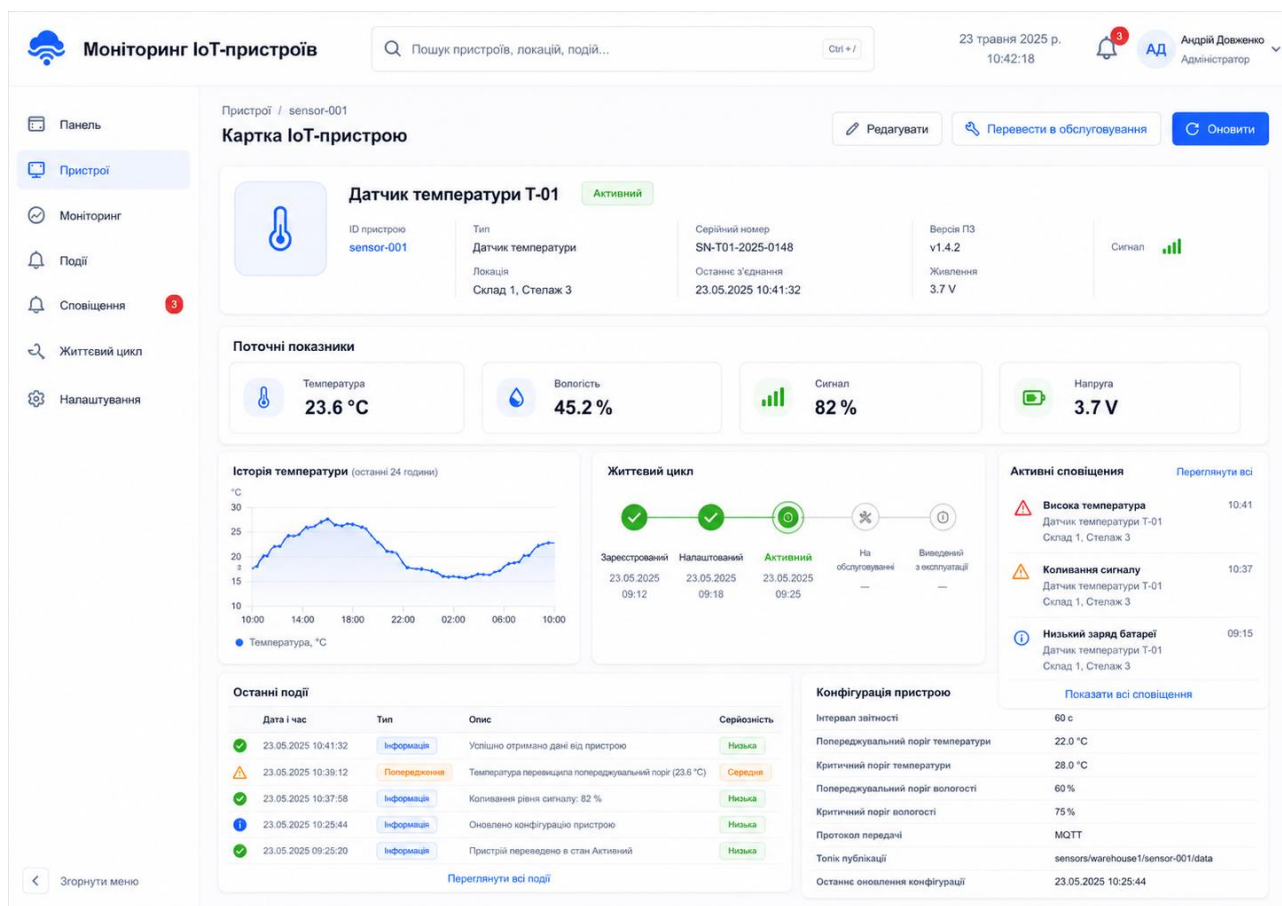 Моніторинг ІоТ-пристроїв
Пошук пристроїв, локацій, подій...
Ctrl + /
23 травня 2025 р.
10:42:18
3
АД
Андрій Довженко
Адміністратор
Панель
Пристрої
Моніторинг
Події
Сповіщення
3
Життєвий цикл
Налаштування
Згорнути меню
Пристрої / sensor-001
Картка ІоТ-пристрою
Редагувати
Перевести в обслуговування
Оновити
Датчик температури Т-01
Активний
ID пристрою
sensor-001
Тип
Датчик температури
Локація
Склад 1, Стелаж 3
Серійний номер
SN-T01-2025-0148
Останнє з'єднання
23.05.2025 10:41:32
Версія ПЗ
v1.4.2
Живлення
3.7 V
Сигнал
Поточні показники
Температура
23.6 °C
Вологість
45.2 %
Сигнал
82 %
Напруга
3.7 V
Історія температури (останні 24 години)
°C
30
25
20
15
10
10:00 14:00 18:00 22:00 02:00 06:00 10:00
Температура, °C
Життєвий цикл
Зареєстрований
23.05.2025
09:12
Налаштований
23.05.2025
09:18
Активний
23.05.2025
09:25
На
обслуговуванні
—
Виведений
з експлуатації
—
Активні сповіщення
Переглянути всі
Висока температура 10:41
Датчик температури Т-01
Склад 1, Стелаж 3
Коливання сигналу 10:37
Датчик температури Т-01
Склад 1, Стелаж 3
Низький заряд батареї 09:15
Датчик температури Т-01
Склад 1, Стелаж 3
Показати всі сповіщення
Останні події
Дата і час Тип Опис Серйозність
23.05.2025 10:41:32 Інформація Успішно отримано дані від пристрою Низька
23.05.2025 10:39:12 Попередження Температура перевищила попереджувальний поріг (23.6 °C) Середня
23.05.2025 10:37:58 Інформація Коливання рівня сигналу: 82 % Низька
23.05.2025 10:25:44 Інформація Оновлено конфігурацію пристрою Низька
23.05.2025 09:25:20 Інформація Пристрій переведено в стан Активний Низька
Переглянути всі події
Конфігурація пристрою
Інтервал звітності 60 с
Попереджувальний поріг температури 22.0 °C
Критичний поріг температури 28.0 °C
Попереджувальний поріг вологості 60 %
Критичний поріг вологості 75 %
Протокол передачі MQTT
Топік публікації sensors/warehouse1/sensor-001/data
Останнє оновлення конфігурації 23.05.2025 10:25:44